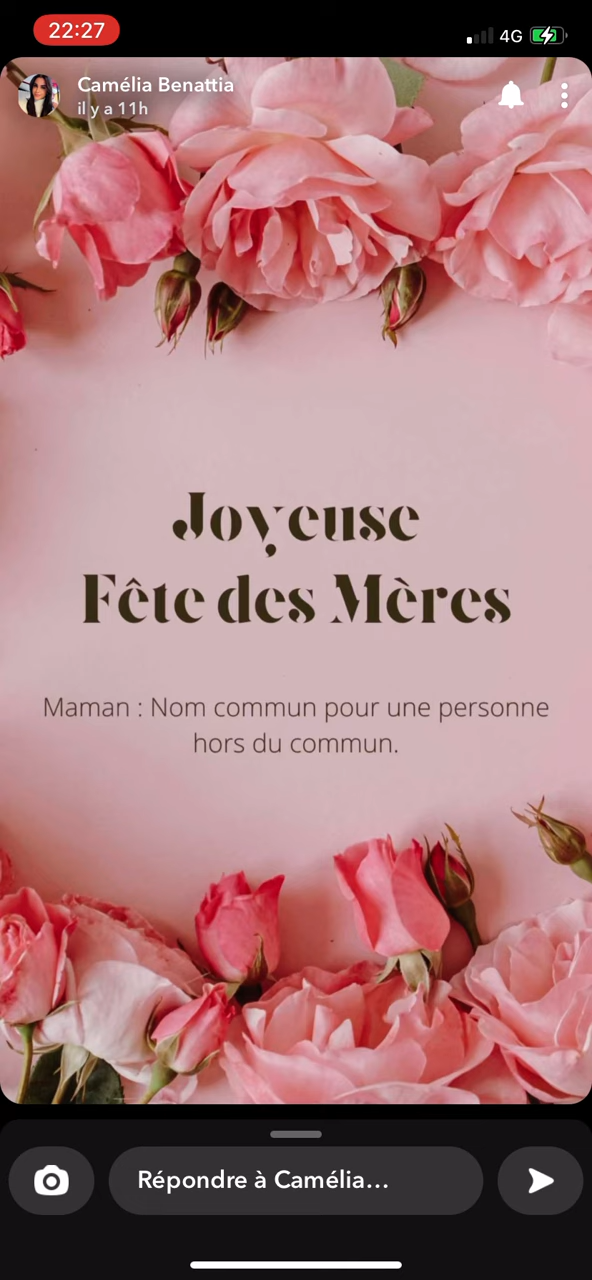 22:27
4G
Camélia Benattia
il y a 11h
Joyeuse
Fête des Mères
Maman : Nom commun pour une personne
hors du commun.
Répondre à Camélia...